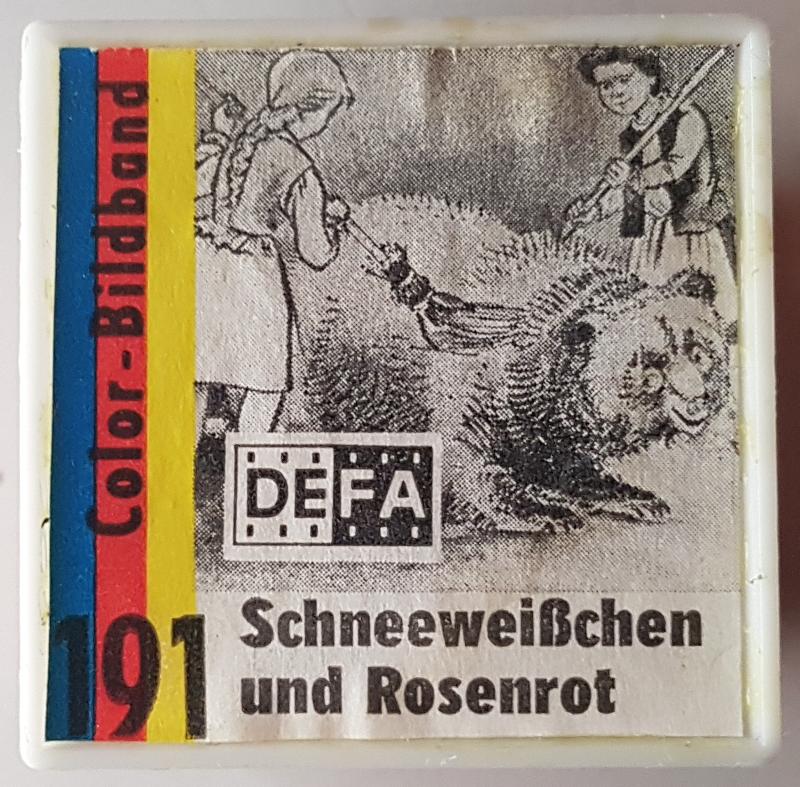 Color-Bildband
DEFA
191
Schneeweißchen
und Rosenrot